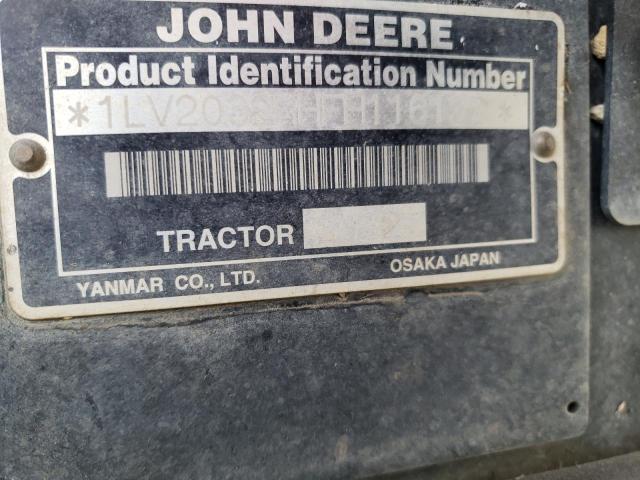 JOHN DEERE
Product Identification Number
TRACTOR
YANMAR CO., LTD.
OSAKA JAPAN